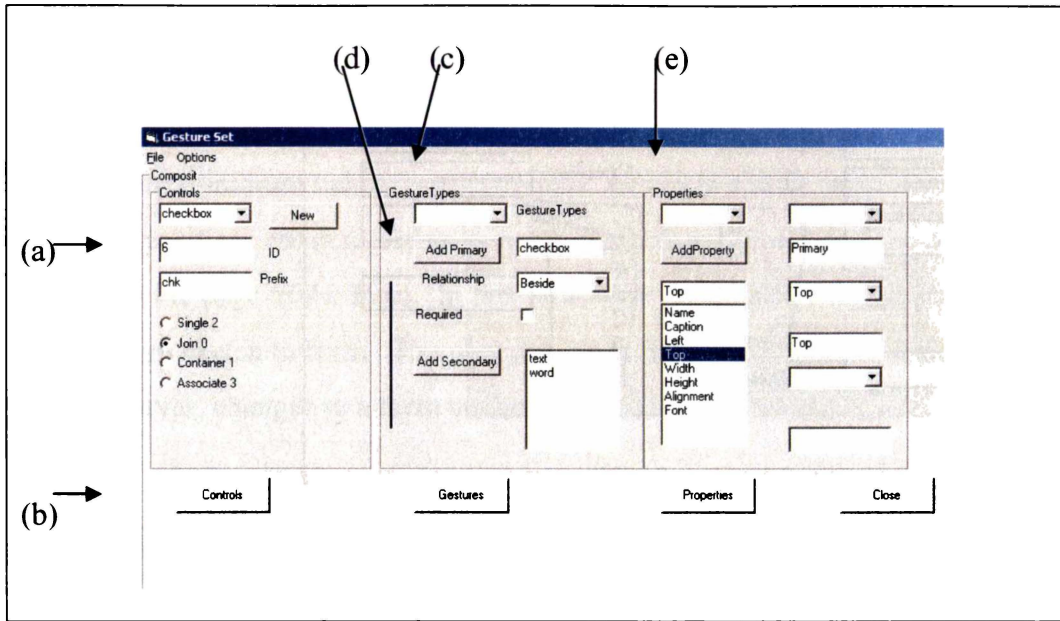 (d) (c) (e)
Gesture Set
File Options
Composit
Controls GestureTypes Properties
checkbox New GestureTypes
(a) 6 ID Add Primary checkbox AddProperty Primary
chk Prefix Relationship Beside Top Top
Single 2 Required Name
Join 0 Caption
Container 1 Left
Associate 3 Add Secondary text Top Top
word Width
Height
Alignment
Font
(b) Controls Gestures Properties Close